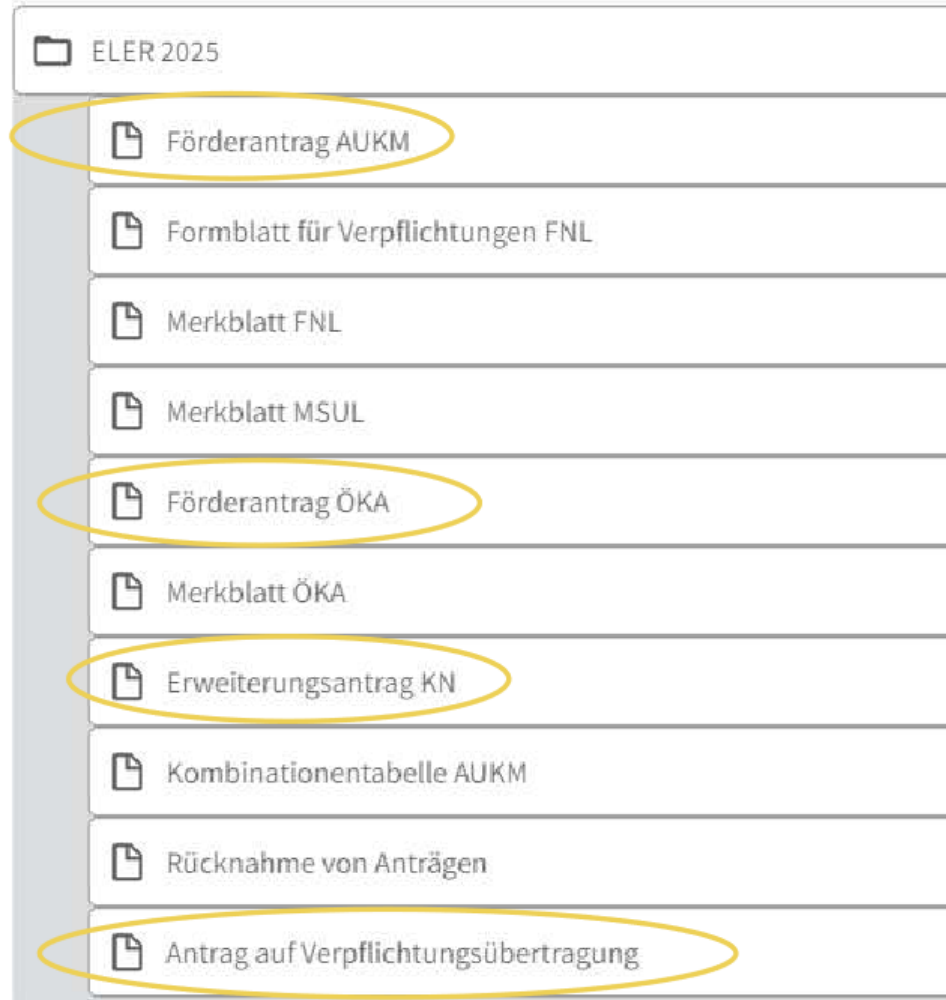 ELER 2025
Förderantrag AUKM
Formblatt für Verpflichtungen FNL
Merkblatt FNL
Merkblatt MSUL
Förderantrag ÖKA
Merkblatt ÖKA
Erweiterungsantrag KN
Kombinationentabelle AUKM
Rücknahme von Anträgen
Antrag auf Verpflichtungsübertragung